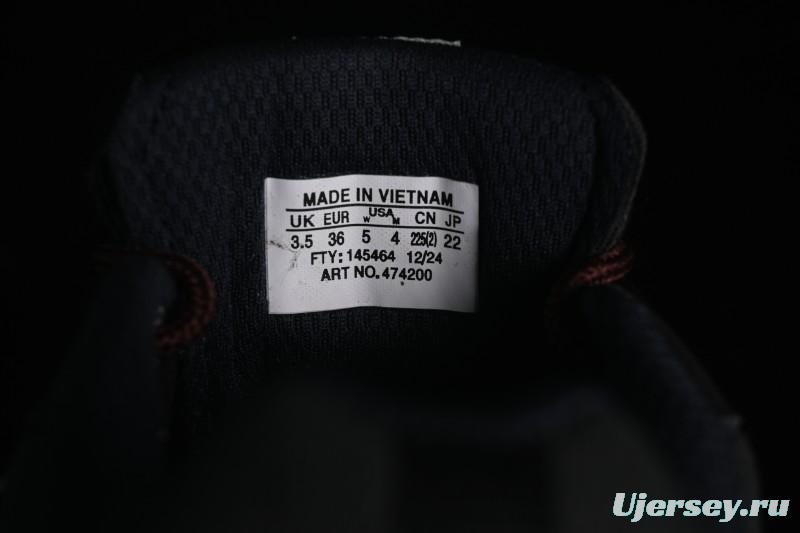 MADE IN VIETNAM
UK EUR W USA M CN JP
3.5 36 5 4 225(2) 22
FTY: 145464 12/24
ART NO. 474200
Ujersey.ru